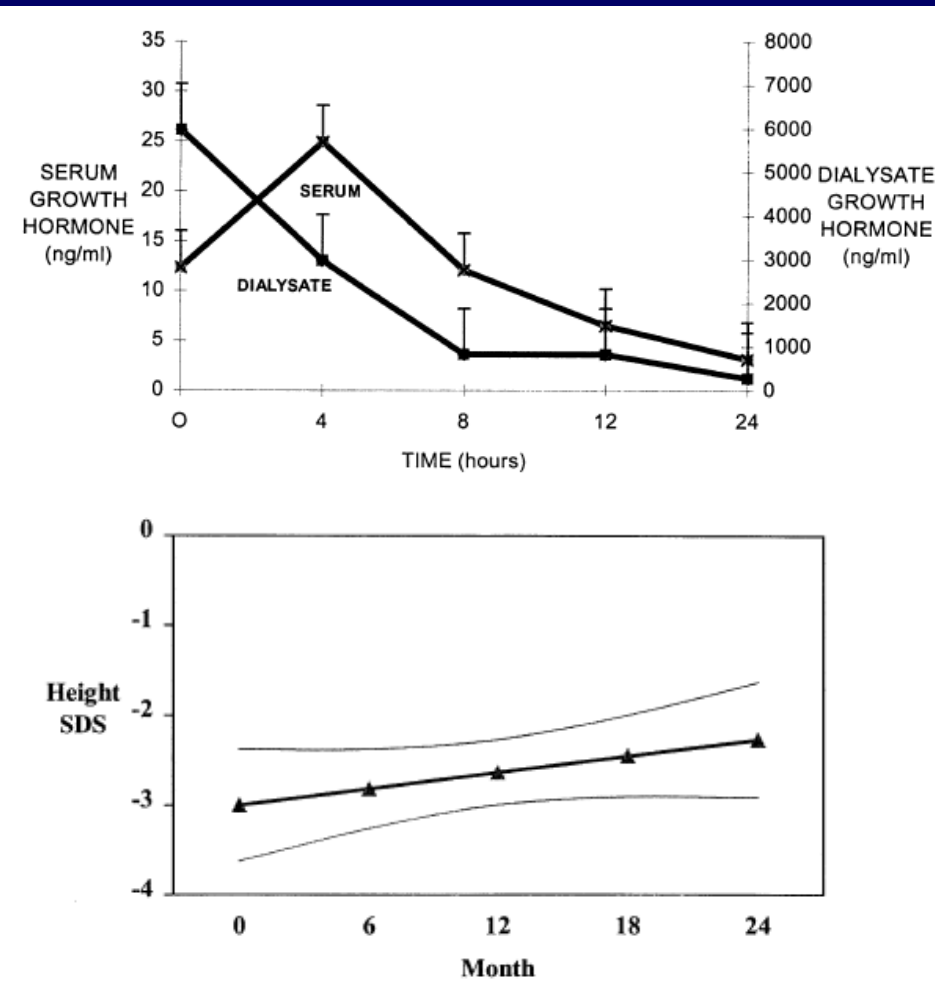 35
30
25
20
15
10
5
0
SERUM
GROWTH
HORMONE
(ng/ml)
8000
7000
6000
5000
4000
3000
2000
1000
0
DIALYSATE
GROWTH
HORMONE
(ng/ml)
SERUM
DIALYSATE
O 4 8 12 24
TIME (hours)
0
-1
-2
-3
-4
Height
SDS
0 6 12 18 24
Month